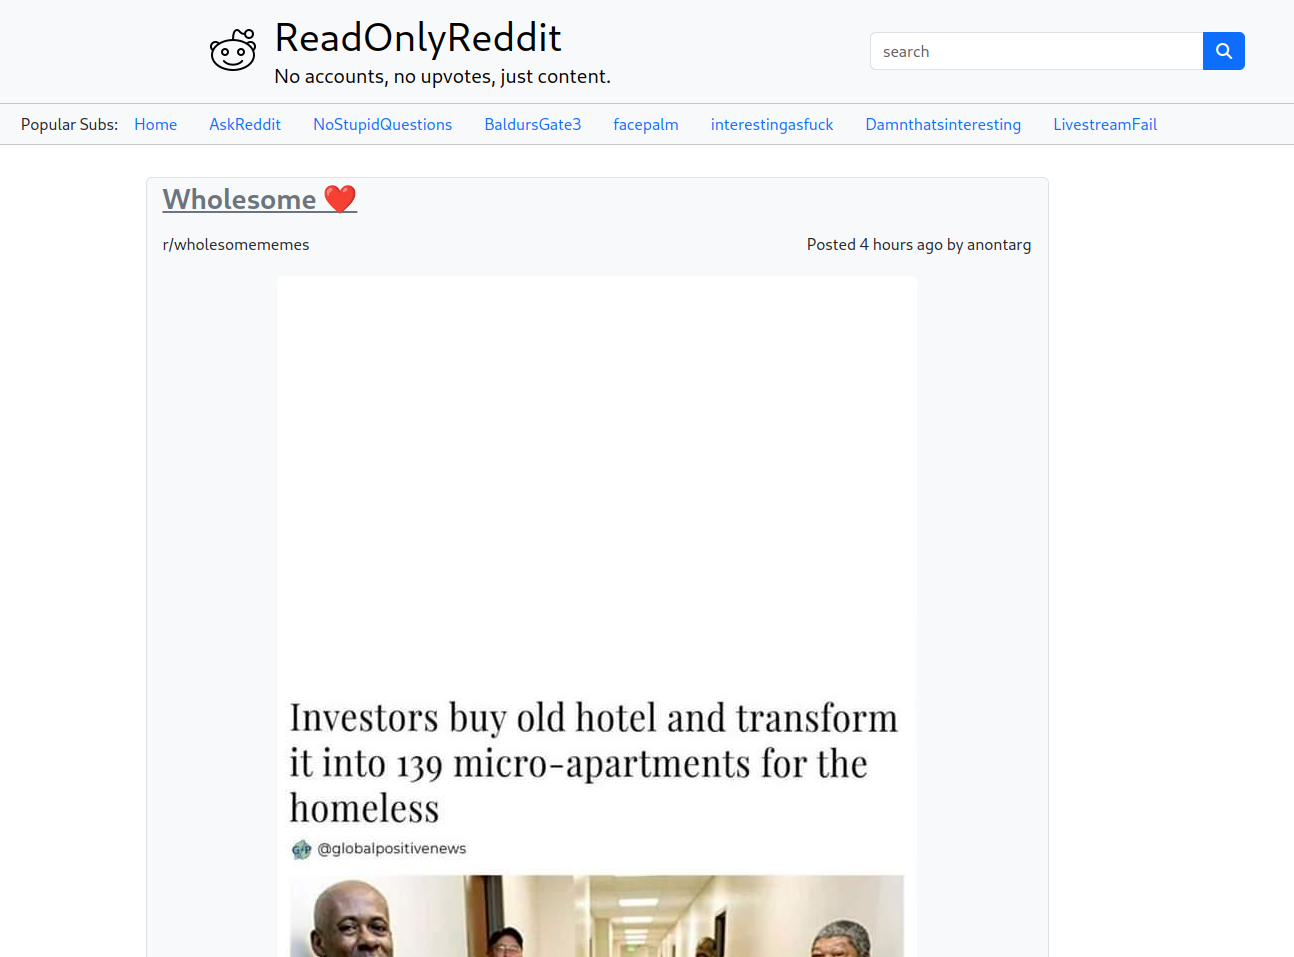 ReadOnlyReddit
No accounts, no upvotes, just content.
search
Popular Subs: Home AskReddit NoStupidQuestions BaldursGate3 facepalm interestingasfuck Damnthatsinteresting LivestreamFail
Wholesome ❤️
r/wholesomememes Posted 4 hours ago by anontarg
Investors buy old hotel and transform
it into 139 micro-apartments for the
homeless
G+P @globalpositivenews